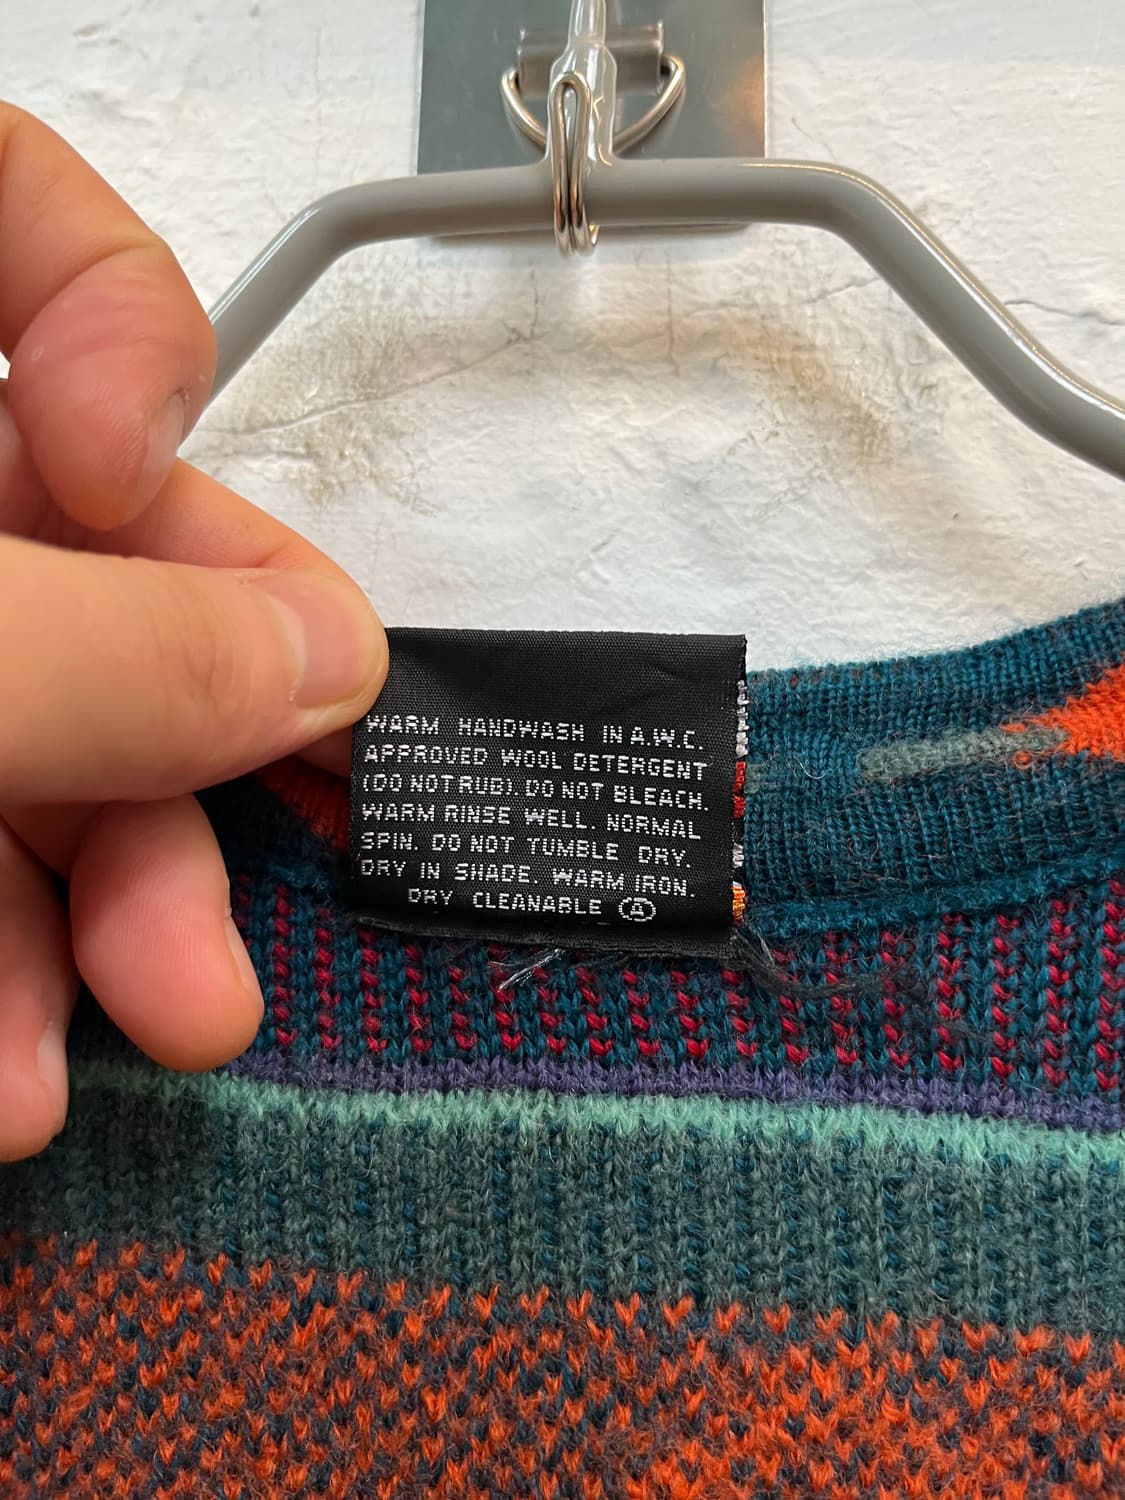 WARM HANDWASH IN A.W.C.
APPROVED WOOL DETERGENT
(DO NOT RUB). DO NOT BLEACH.
WARM RINSE WELL. NORMAL
SPIN. DO NOT TUMBLE DRY.
DRY IN SHADE. WARM IRON.
DRY CLEANABLE Ⓐ